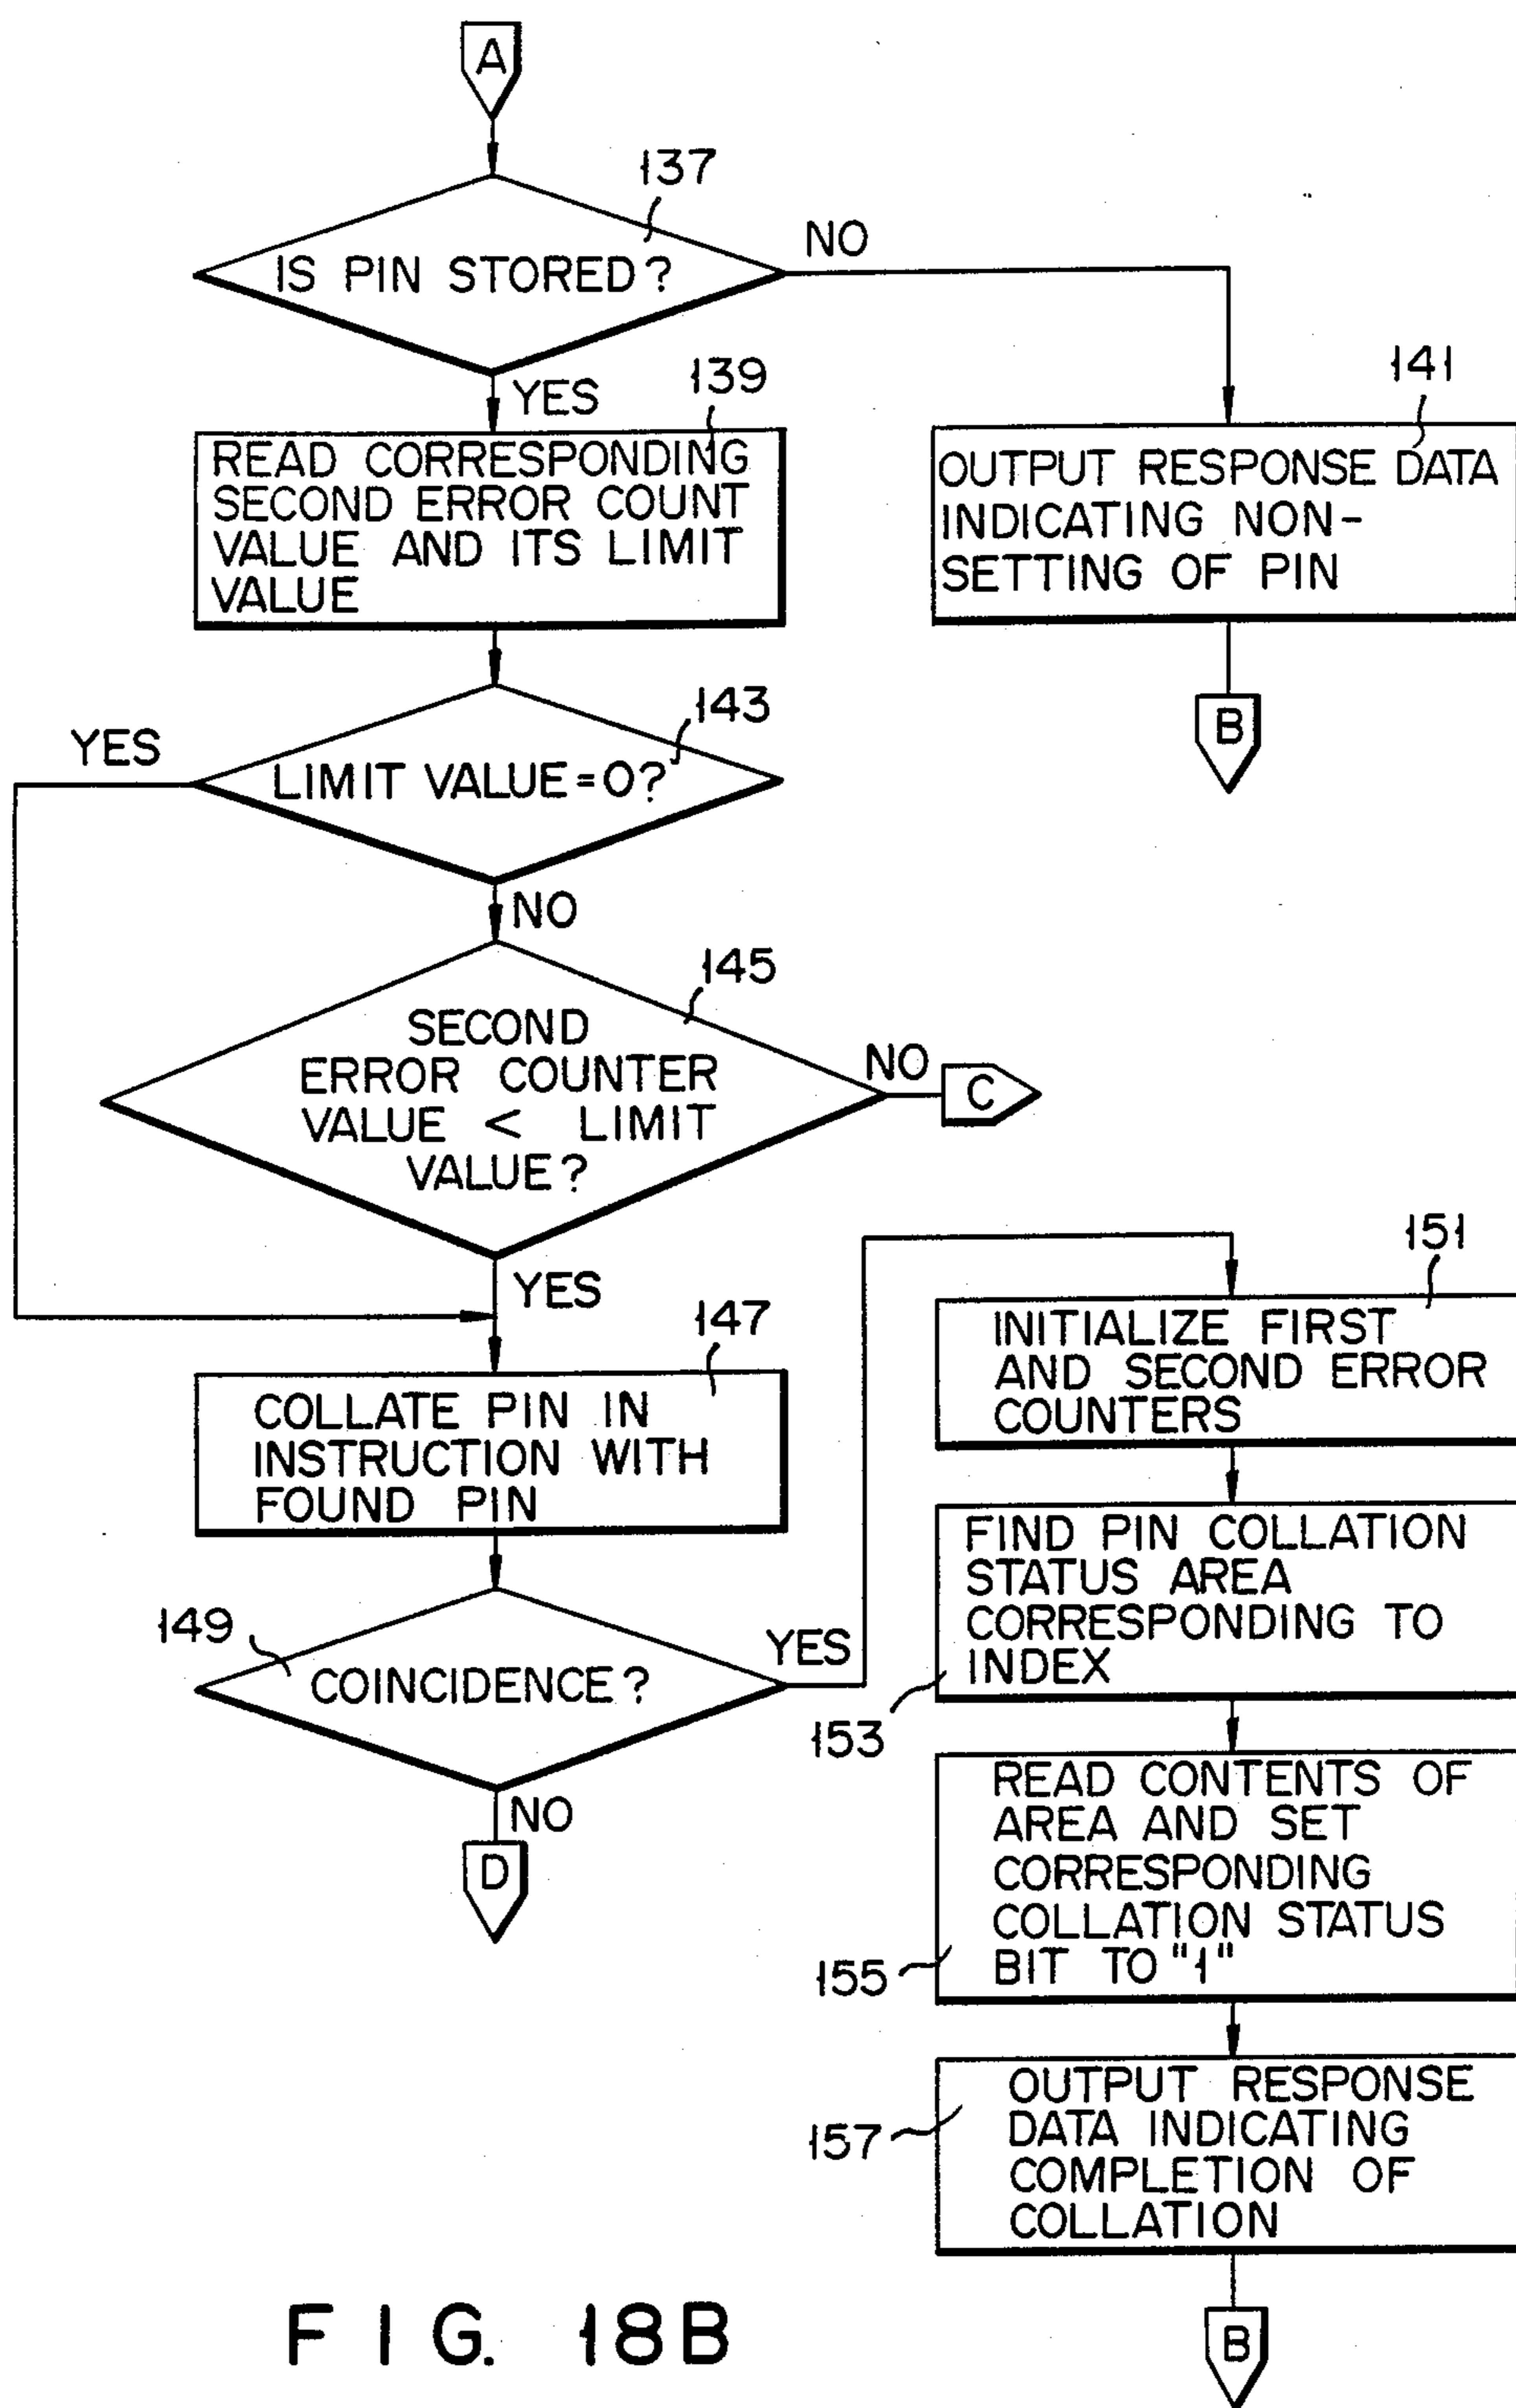 A
137
IS PIN STORED?
NO
YES
139
READ CORRESPONDING
SECOND ERROR COUNT
VALUE AND ITS LIMIT
VALUE
141
OUTPUT RESPONSE DATA
INDICATING NON-
SETTING OF PIN
B
143
YES
LIMIT VALUE=0?
NO
145
SECOND
ERROR COUNTER
VALUE < LIMIT
VALUE?
NO
C
YES
147
COLLATE PIN IN
INSTRUCTION WITH
FOUND PIN
149
COINCIDENCE?
YES
NO
D
151
INITIALIZE FIRST
AND SECOND ERROR
COUNTERS
FIND PIN COLLATION
STATUS AREA
CORRESPONDING TO
INDEX
153
READ CONTENTS OF
AREA AND SET
CORRESPONDING
COLLATION STATUS
BIT TO "1"
155
OUTPUT RESPONSE
DATA INDICATING
COMPLETION OF
COLLATION
157
B
FIG. 18B